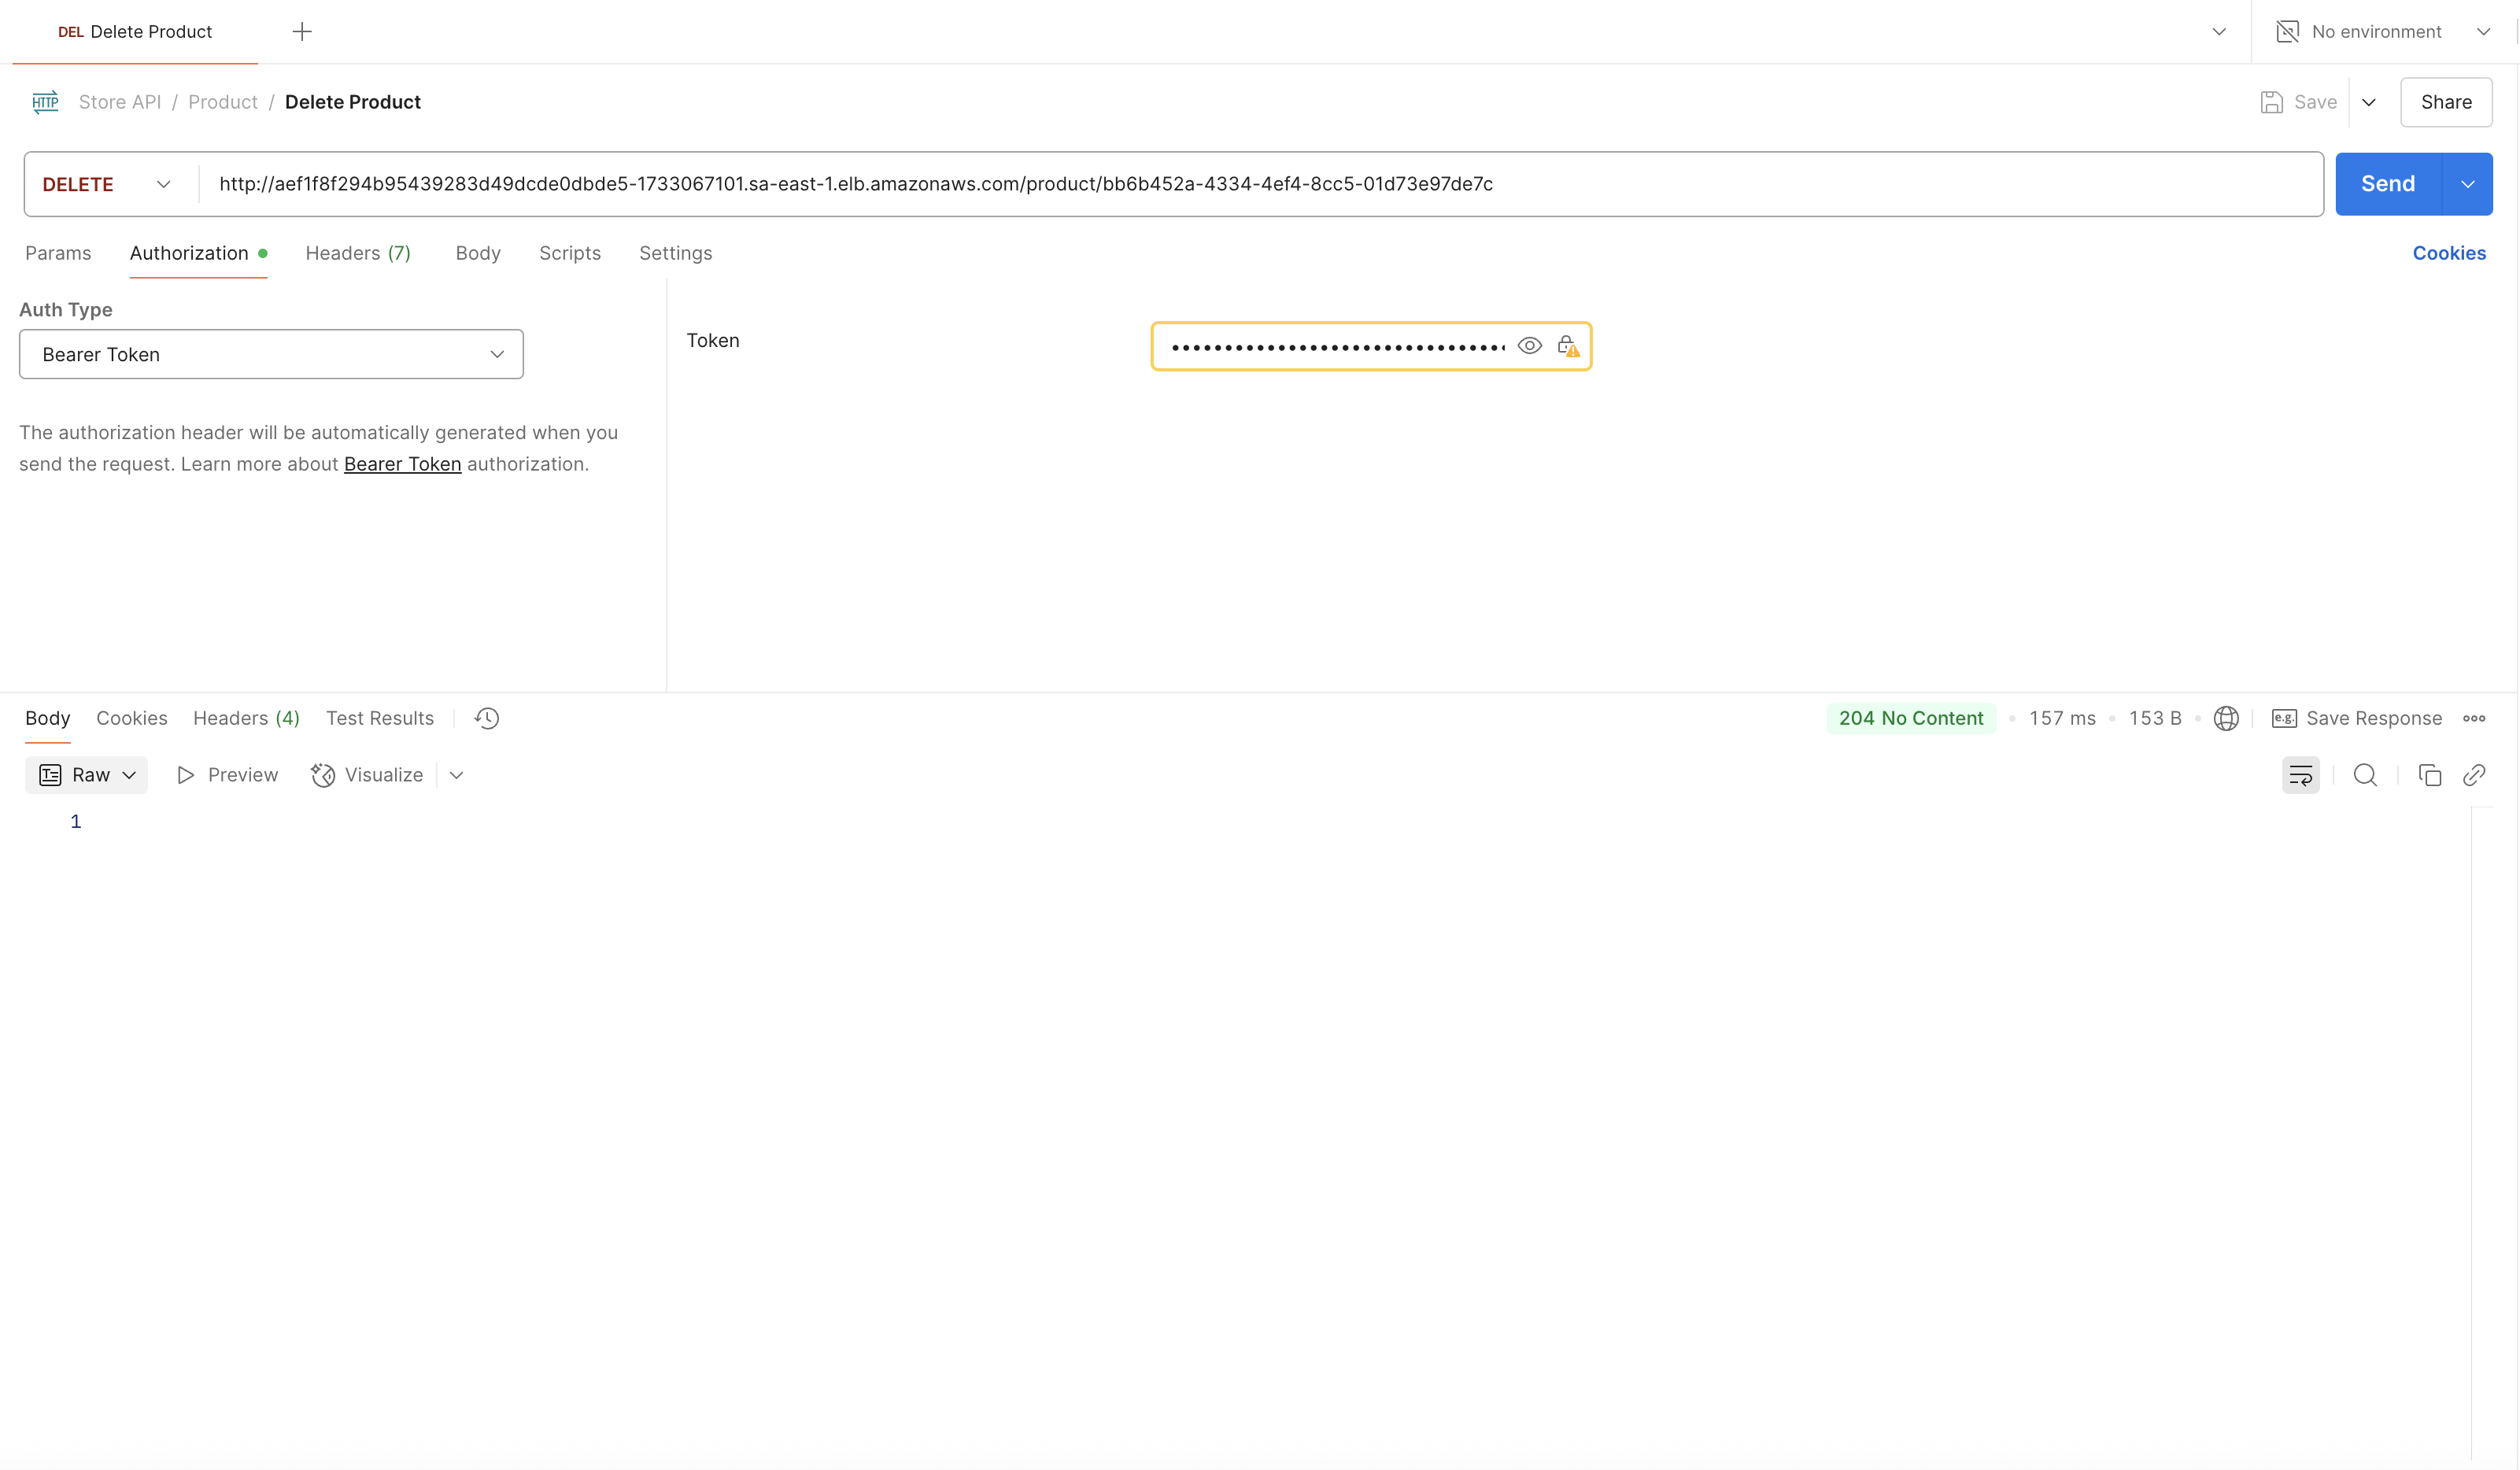 DEL Delete Product
No environment
HTTP Store API / Product / Delete Product
Save
Share
DELETE http://aef1f8f294b95439283d49dcde0dbde5-1733067101.sa-east-1.elb.amazonaws.com/product/bb6b452a-4334-4ef4-8cc5-01d73e97de7c
Send
Params Authorization Headers (7) Body Scripts Settings
Cookies
Auth Type
Bearer Token
The authorization header will be automatically generated when you
send the request. Learn more about Bearer Token authorization.
Token
Body Cookies Headers (4) Test Results
204 No Content 157 ms 153 B e.g. Save Response
Raw Preview Visualize
1